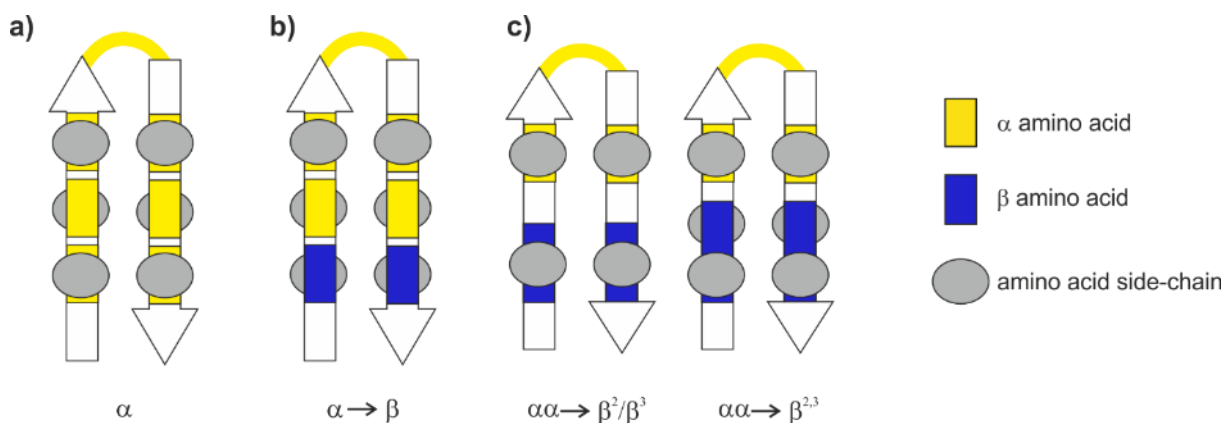 a)
b)
c)
α amino acid
β amino acid
amino acid side-chain
α
α → β
αα → β²/β³
αα → β²,³